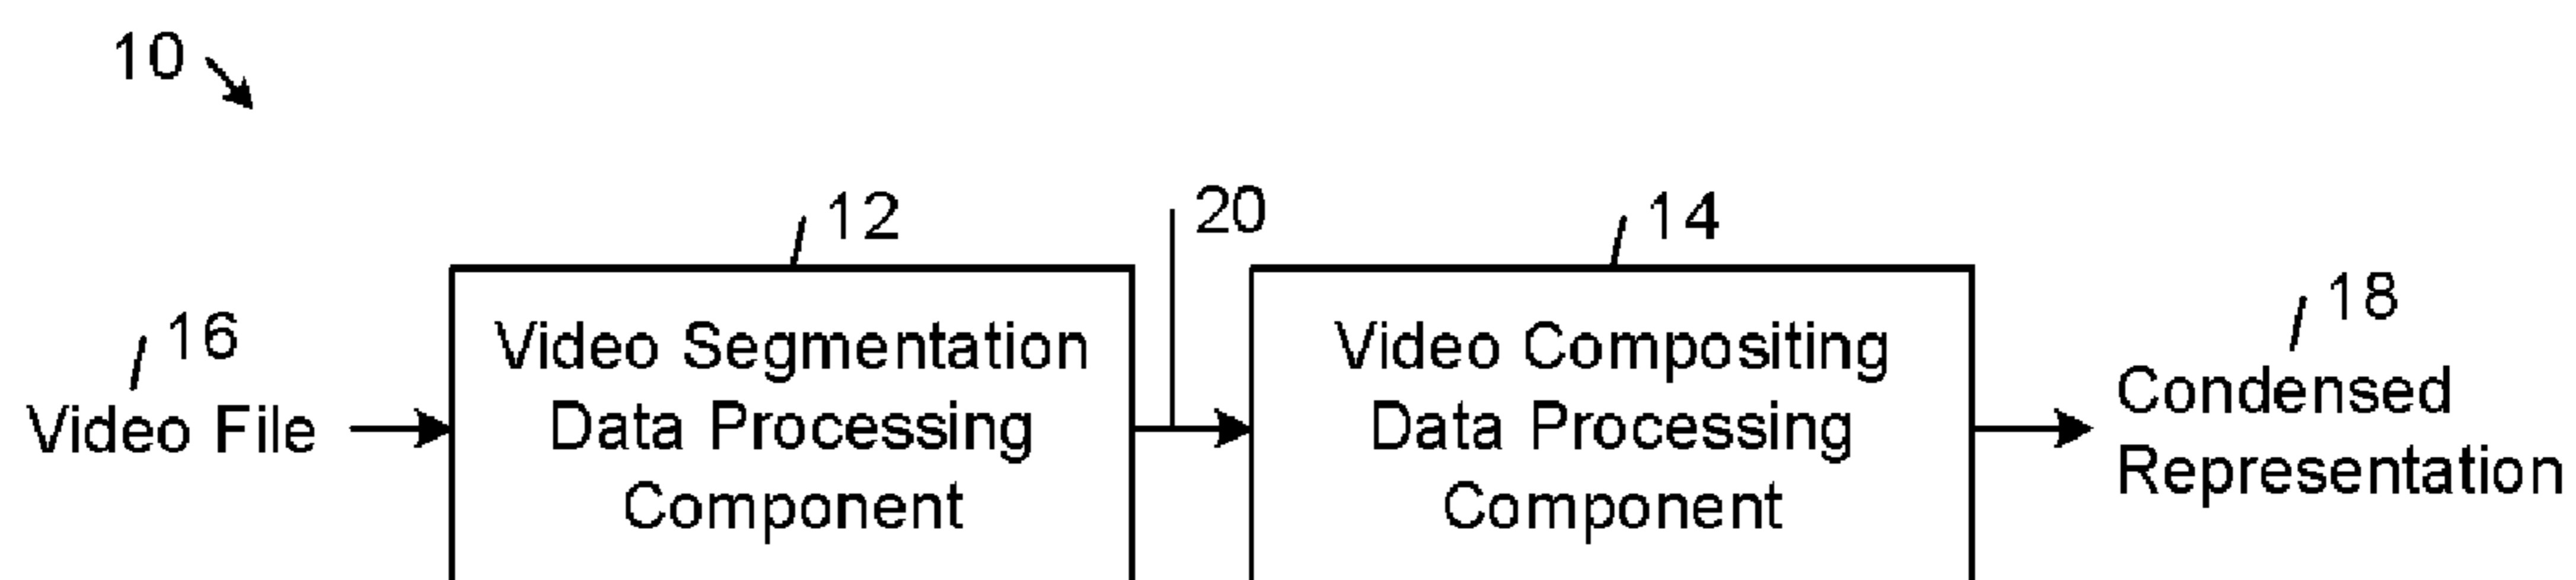 10
12
20
14
18
16
Video File
Video Segmentation
Data Processing
Component
Video Compositing
Data Processing
Component
Condensed
Representation